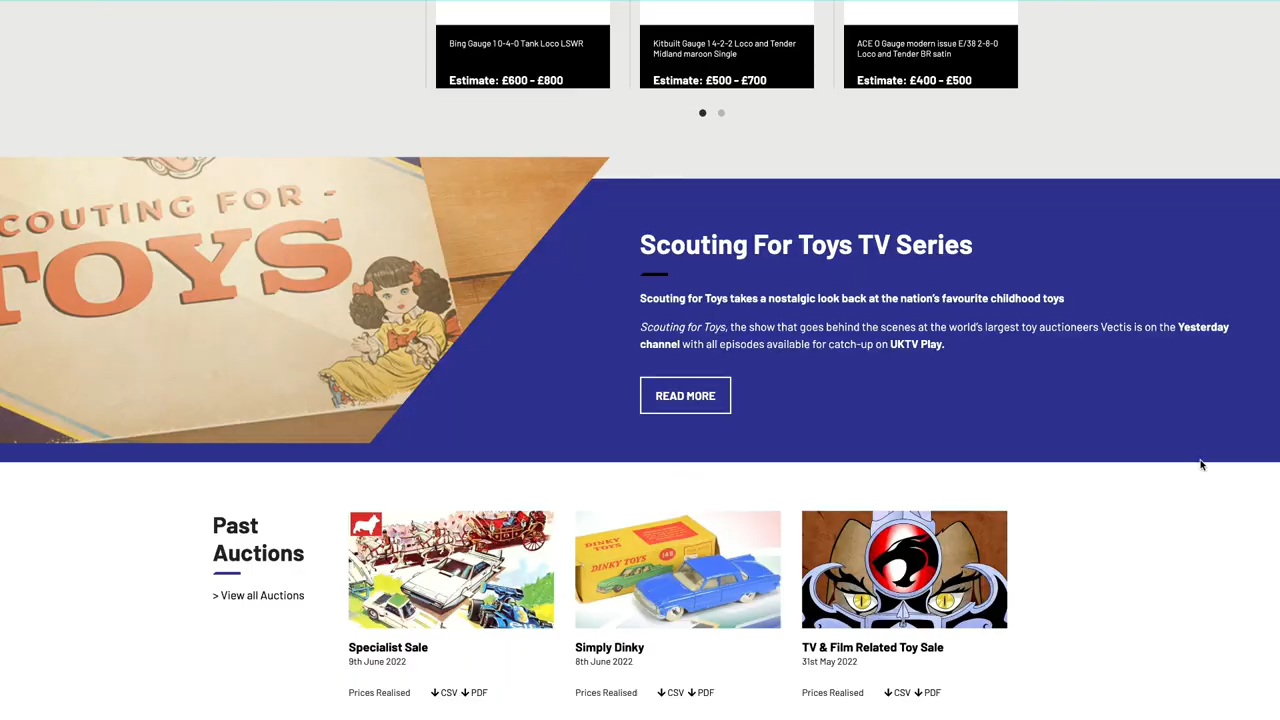 Bing Gauge 1 0-4-0 Tank Loco LSWR
Estimate: £600 - £800
Kitbuilt Gauge 1 4-2-2 Loco and Tender
Midland maroon Single
Estimate: £500 - £700
ACE O Gauge modern issue E/38 2-8-0
Loco and Tender BR satin
Estimate: £400 - £500
SCOUTING FOR -
TOYS
Scouting For Toys TV Series
Scouting for Toys takes a nostalgic look back at the nation's favourite childhood toys
Scouting for Toys, the show that goes behind the scenes at the world's largest toy auctioneers Vectis is on the Yesterday
channel with all episodes available for catch-up on UKTV Play.
READ MORE
Past
Auctions
> View all Auctions
Specialist Sale
9th June 2022
Prices Realised CSV PDF
DINKY
TOYS
148
DINKY TOYS
Simply Dinky
8th June 2022
Prices Realised CSV PDF
TV & Film Related Toy Sale
31st May 2022
Prices Realised CSV PDF